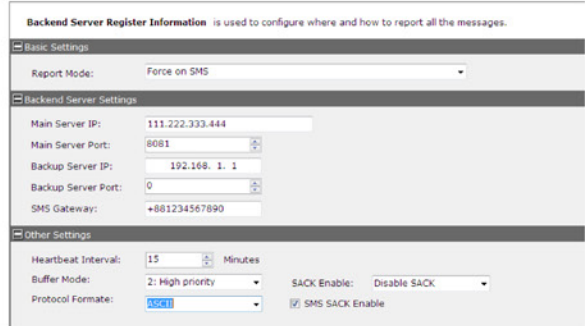 Backend Server Register Information is used to configure where and how to report all the messages.
Basic Settings
Report Mode: Force on SMS
Backend Server Settings
Main Server IP: 111.222.333.444
Main Server Port: 8081
Backup Server IP: 192.168. 1. 1
Backup Server Port: 0
SMS Gateway: +881234567890
Other Settings
Heartbeat Interval: 15 Minutes
Buffer Mode: 2: High priority SACK Enable: Disable SACK
Protocol Formate: ASCII SMS SACK Enable